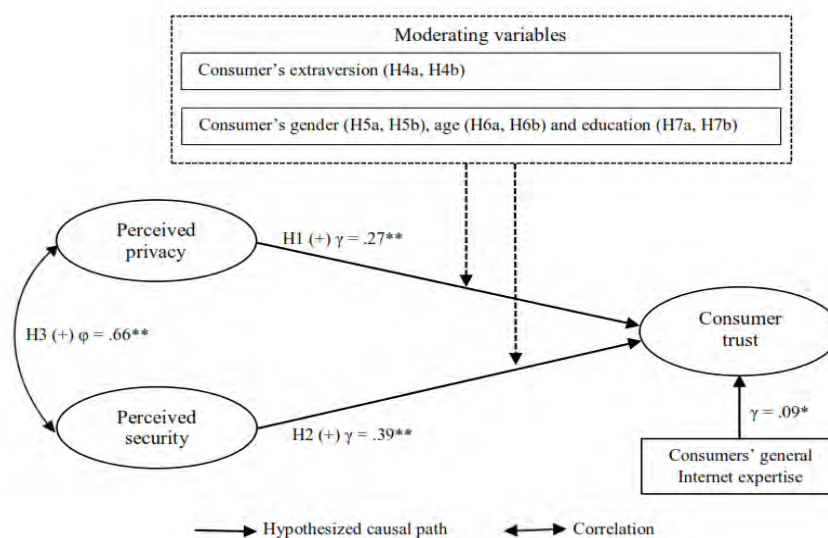 Moderating variables
Consumer's extraversion (H4a, H4b)
Consumer's gender (H5a, H5b), age (H6a, H6b) and education (H7a, H7b)
Perceived
privacy
H1 (+) γ = .27**
H3 (+) φ = .66**
Consumer
trust
Perceived
security
H2 (+) γ = .39**
γ = .09*
Consumers' general
Internet expertise
Hypothesized causal path
Correlation